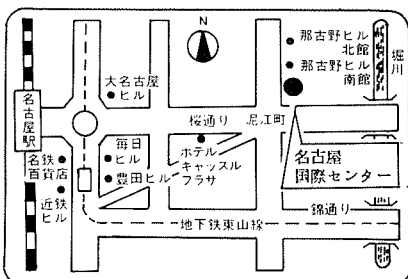 N
那古野ビル
北館
那古野ビル
南館
堀川
大名古屋
ビル
名古屋駅
桜通り
泥江町
毎日
ビル
豊田ビル
名鉄
百貨店
近鉄
ビル
ホテル
キャッスル
プラザ
名古屋
国際センター
錦通り
地下鉄東山線